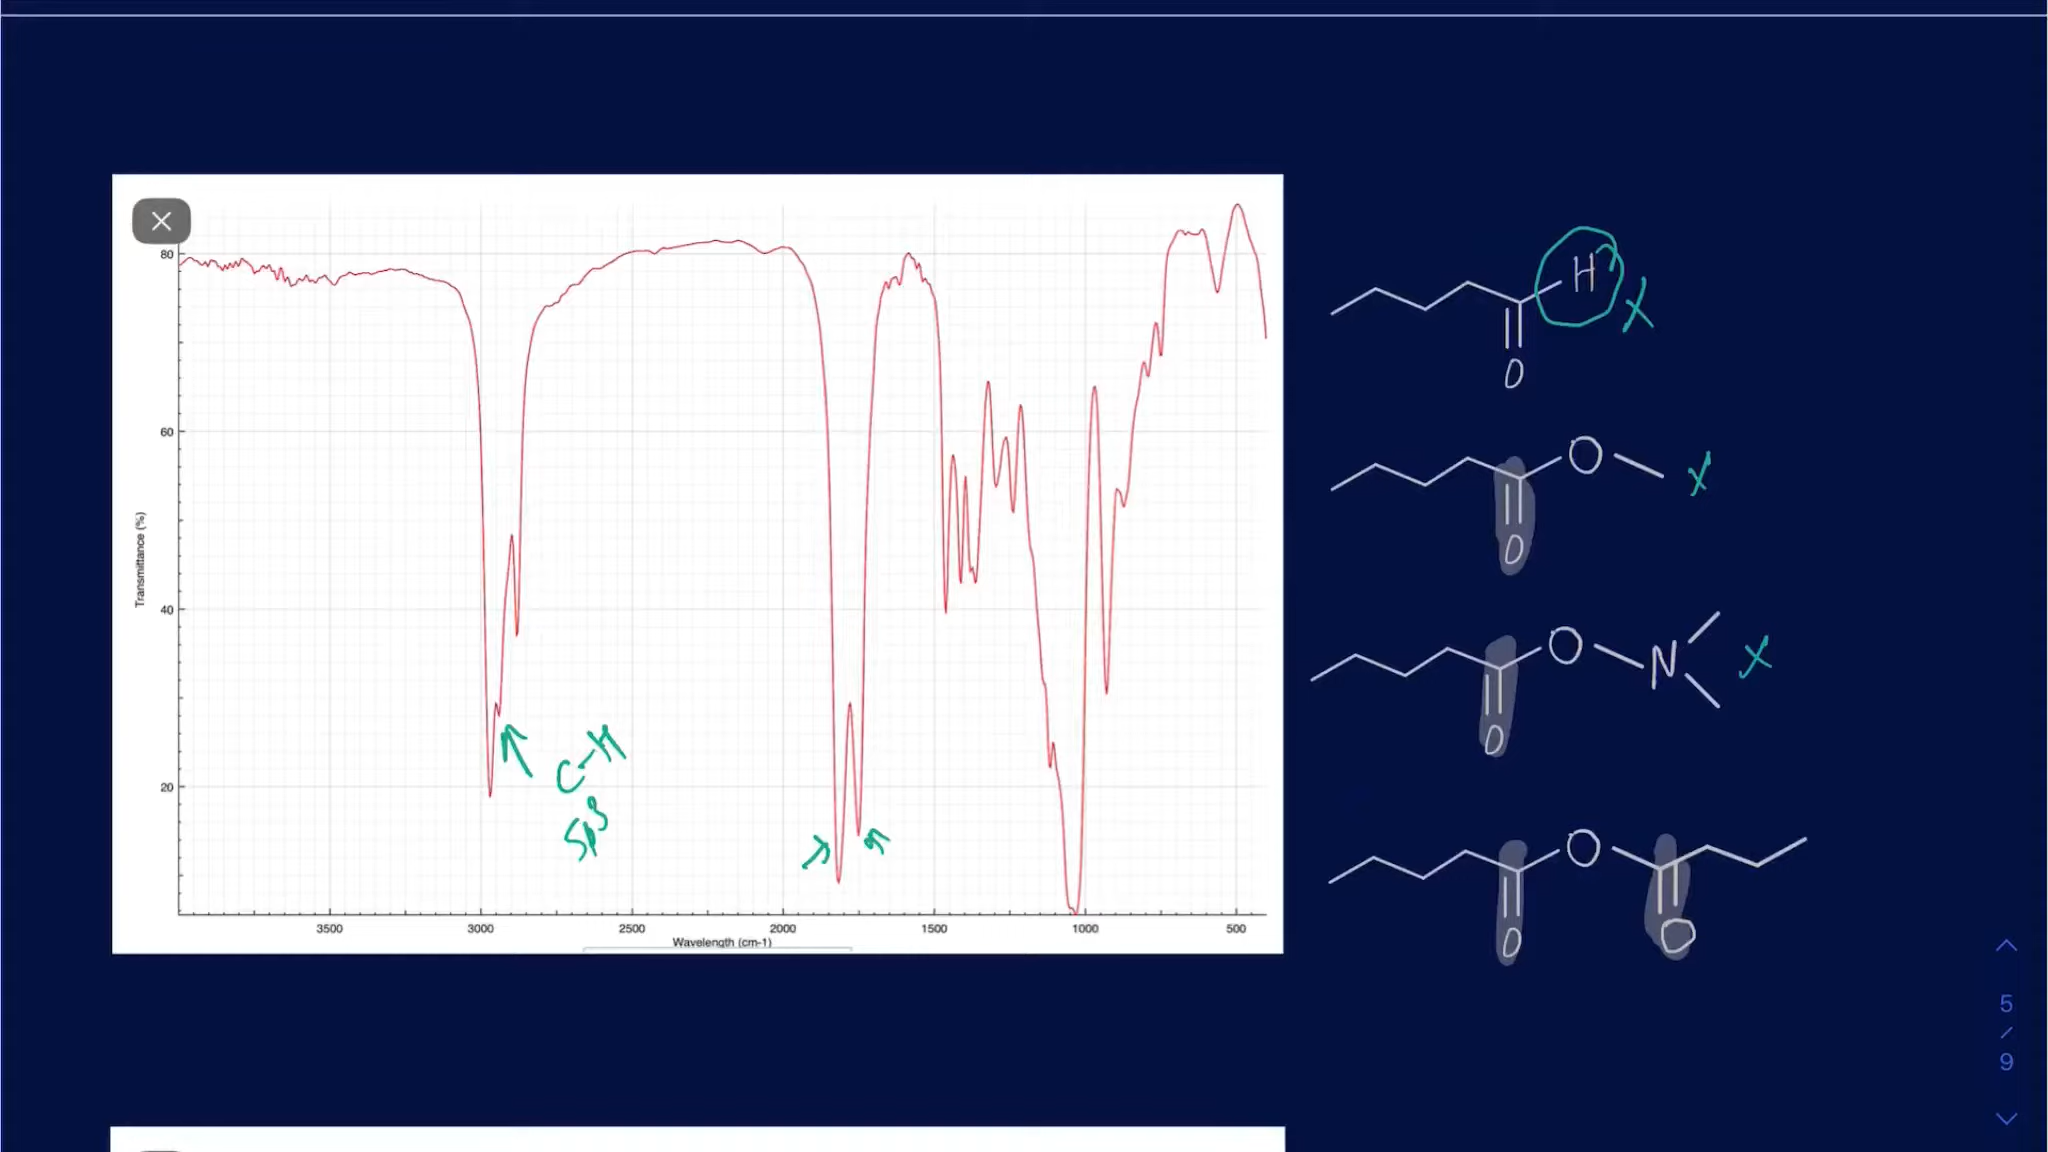 80
60
40
20
Transmittance (%)
3500 3000 2500 2000 1500 1000 500
Wavelength (cm-1)
C-H
sp3
H
X
O
O
X
O
O
N
X
O
O
O
O
5
/
9